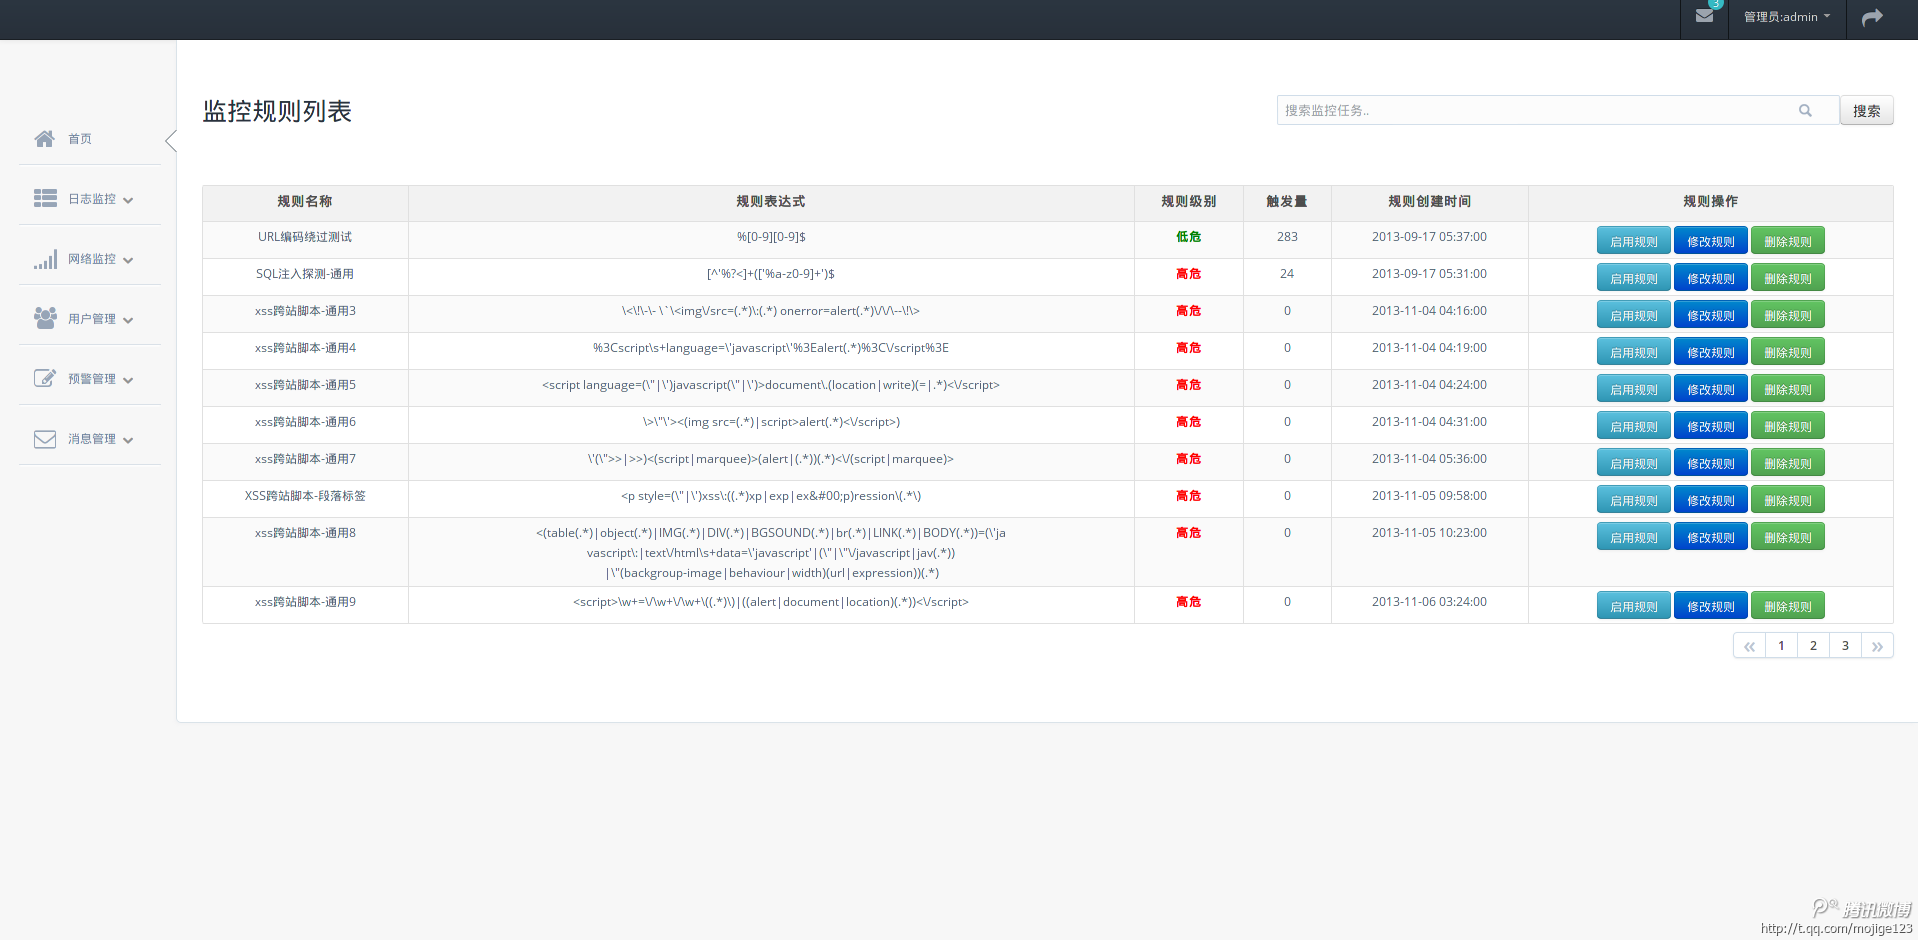 3
管理员:admin
首页
日志监控
网络监控
用户管理
预警管理
消息管理
监控规则列表
搜索监控任务..
搜索
规则名称 规则表达式 规则级别 触发量 规则创建时间 规则操作
URL编码绕过测试 %[0-9][0-9]$ 低危 283 2013-09-17 05:37:00 启用规则 修改规则 删除规则
SQL注入探测-通用 [^'%?<]+(['%a-z0-9]+')$ 高危 24 2013-09-17 05:31:00 启用规则 修改规则 删除规则
xss跨站脚本-通用3 \<\!\-\- \`\<img\/src=(.*)\:(.*) onerror=alert(.*)\/\/\--\!\> 高危 0 2013-11-04 04:16:00 启用规则 修改规则 删除规则
xss跨站脚本-通用4 %3Cscript\s+language=\'javascript\'%3Ealert(.*)%3C\/script%3E 高危 0 2013-11-04 04:19:00 启用规则 修改规则 删除规则
xss跨站脚本-通用5 <script language=(\"|\')javascript(\"|\')>document\.(location|write)(=|.*)<\/script> 高危 0 2013-11-04 04:24:00 启用规则 修改规则 删除规则
xss跨站脚本-通用6 \>\"\'><(img src=(.*)|script>alert(.*)<\/script>) 高危 0 2013-11-04 04:31:00 启用规则 修改规则 删除规则
xss跨站脚本-通用7 \'(\">>|>>)<(script|marquee)>(alert|(.*))(.*)<\/(script|marquee)> 高危 0 2013-11-04 05:36:00 启用规则 修改规则 删除规则
XSS跨站脚本-段落标签 <p style=(\"|\')xss\:((.*)xp|exp|ex&#00;p)ression\(.*\) 高危 0 2013-11-05 09:58:00 启用规则 修改规则 删除规则
xss跨站脚本-通用8 <(table(.*)|object(.*)|IMG(.*)|DIV(.*)|BGSOUND(.*)|br(.*)|LINK(.*)|BODY(.*))=(\'ja 高危 0 2013-11-05 10:23:00 启用规则 修改规则 删除规则
vascript\:|text\/html\s+data=\'javascript'|(\"|\"\/javascript|jav(.*))
|\"(backgroup-image|behaviour|width)(url|expression))(.*)
xss跨站脚本-通用9 <script>\w+=\/\w+\/\w+\((.*)\)|((alert|document|location)(.*))<\/script> 高危 0 2013-11-06 03:24:00 启用规则 修改规则 删除规则
« 1 2 3 »
腾讯微博
http://t.qq.com/mojige123